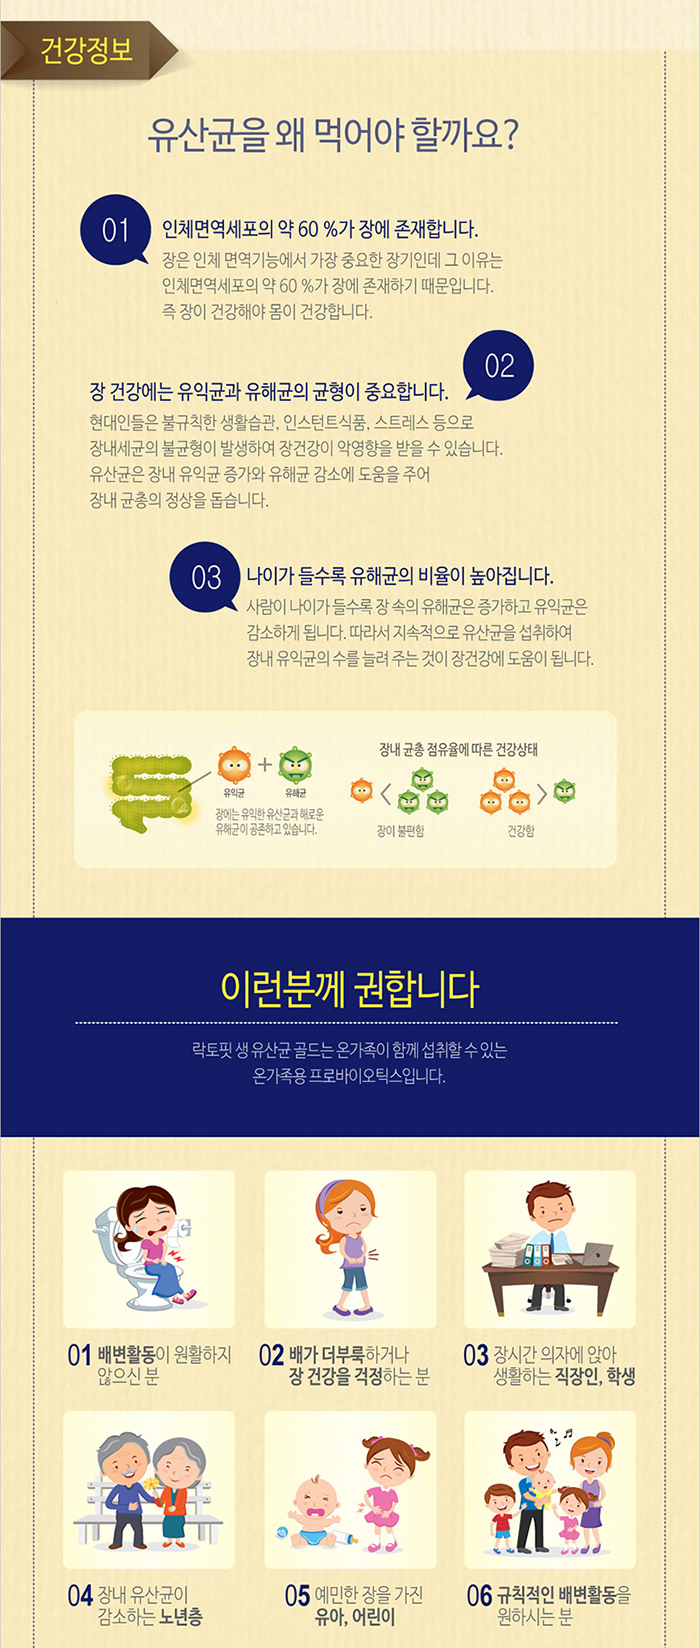 건강정보
유산균을 왜 먹어야 할까요?
01
인체면역세포의 약 60 %가 장에 존재합니다.
장은 인체 면역기능에서 가장 중요한 장기인데 그 이유는
인체면역세포의 약 60 %가 장에 존재하기 때문입니다.
즉 장이 건강해야 몸이 건강합니다.
02
장 건강에는 유익균과 유해균의 균형이 중요합니다.
현대인들은 불규칙한 생활습관, 인스턴트식품, 스트레스 등으로
장내세균의 불균형이 발생하여 장건강이 악영향을 받을 수 있습니다.
유산균은 장내 유익균 증가와 유해균 감소에 도움을 주어
장내 균총의 정상을 돕습니다.
03
나이가 들수록 유해균의 비율이 높아집니다.
사람이 나이가 들수록 장 속의 유해균은 증가하고 유익균은
감소하게 됩니다. 따라서 지속적으로 유산균을 섭취하여
장내 유익균의 수를 늘려 주는 것이 장건강에 도움이 됩니다.
+
유익균
유해균
장에는 유익한 유산균과 해로운
유해균이 공존하고 있습니다.
장내 균총 점유율에 따른 건강상태
<
>
장이 불편함
건강함
이런분께 권합니다
락토핏 생 유산균 골드는 온가족이 함께 섭취할 수 있는
온가족용 프로바이오틱스입니다.
01 배변활동이 원활하지
않으신 분
02 배가 더부룩하거나
장 건강을 걱정하는 분
03 장시간 의자에 앉아
생활하는 직장인, 학생
04 장내 유산균이
감소하는 노년층
05 예민한 장을 가진
유아, 어린이
06 규칙적인 배변활동을
원하시는 분